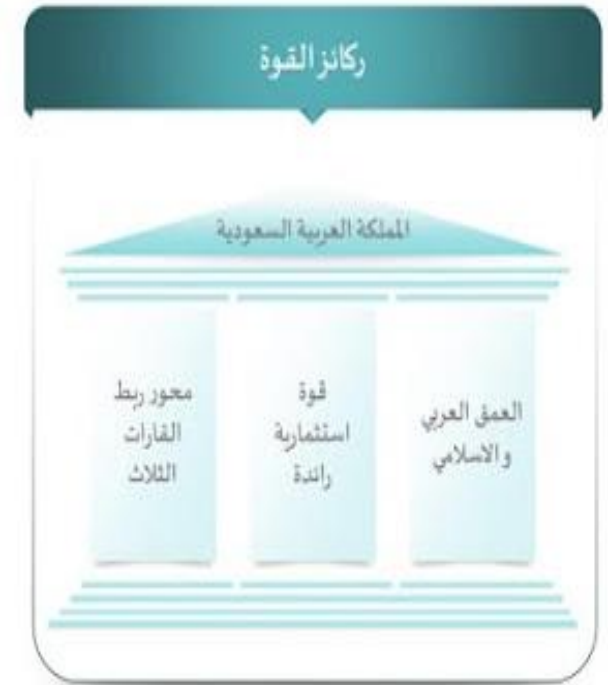 ركائز القوة
المملكة العربية السعودية
العمق العربي
والاسلامي
قوة
استثمارية
رائدة
محور ربط
القارات
الثلاث